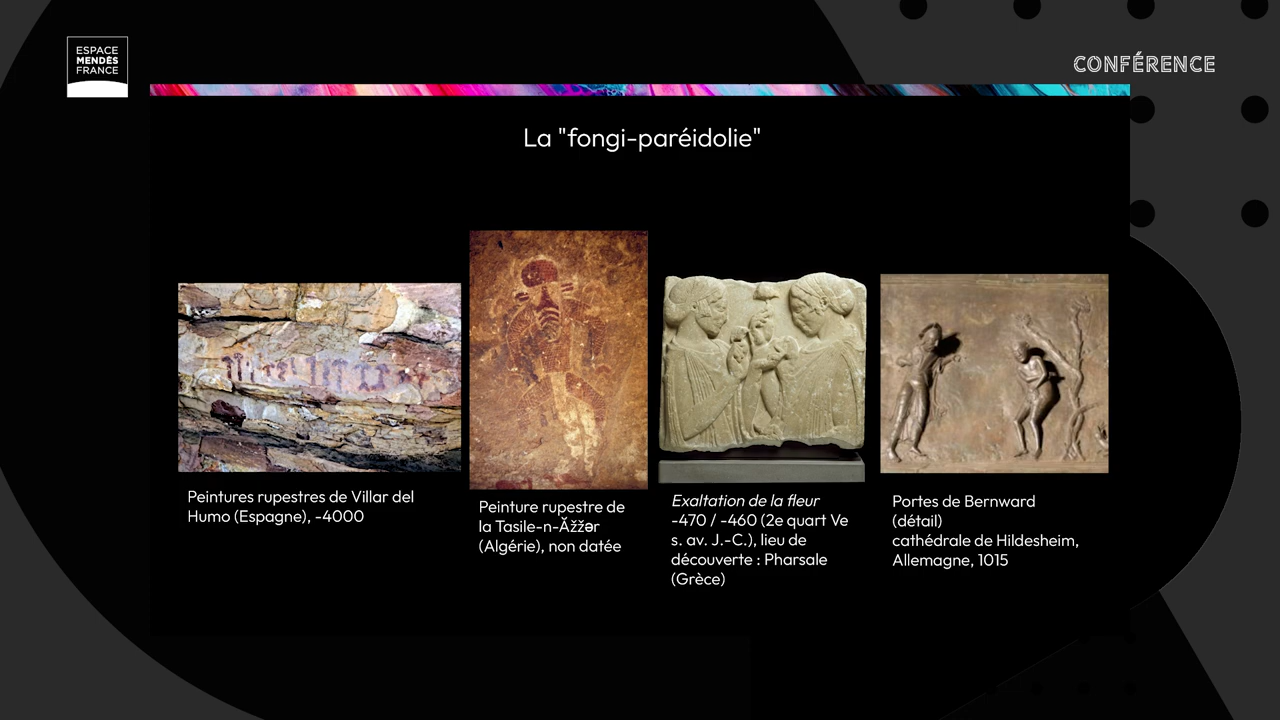 ESPACE
MENDÈS
FRANCE
CONFÉRENCE
La "fongi-paréidolie"
Peintures rupestres de Villar del
Humo (Espagne), -4000
Peinture rupestre de
la Tasile-n-Ăžžǝr
(Algérie), non datée
Exaltation de la fleur
-470 / -460 (2e quart Ve
s. av. J.-C.), lieu de
découverte : Pharsale
(Grèce)
Portes de Bernward
(détail)
cathédrale de Hildesheim,
Allemagne, 1015